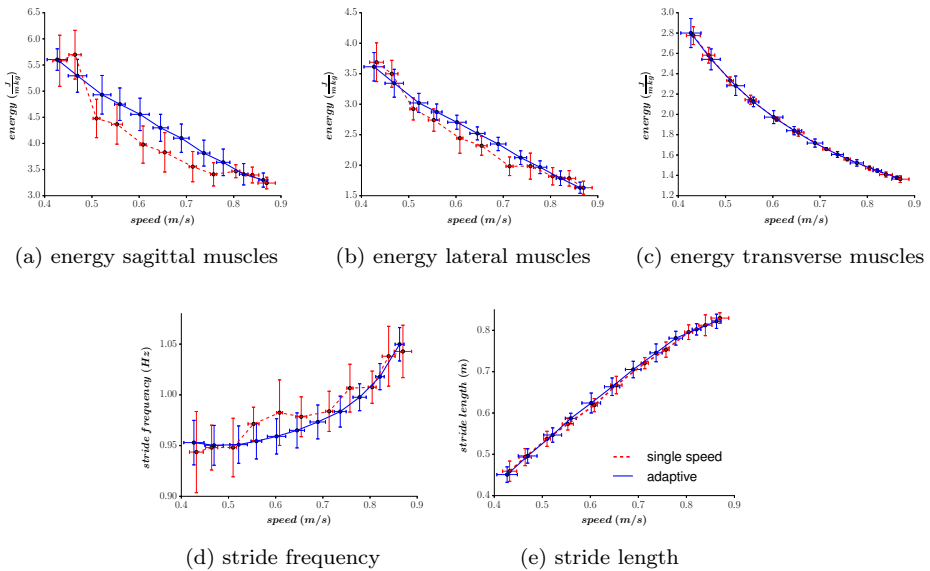 6.5
6.0
5.5
5.0
4.5
4.0
3.5
3.0
energy (J/mkg)
0.4 0.5 0.6 0.7 0.8 0.9
speed (m/s)
(a) energy sagittal muscles
4.5
4.0
3.5
3.0
2.5
2.0
1.5
energy (J/mkg)
0.4 0.5 0.6 0.7 0.8 0.9
speed (m/s)
(b) energy lateral muscles
3.0
2.8
2.6
2.4
2.2
2.0
1.8
1.6
1.4
1.2
energy (J/mkg)
0.4 0.5 0.6 0.7 0.8 0.9
speed (m/s)
(c) energy transverse muscles
1.05
1.00
0.95
0.90
stride frequency (Hz)
0.4 0.5 0.6 0.7 0.8 0.9
speed (m/s)
(d) stride frequency
0.8
0.7
0.6
0.5
0.4
stride length (m)
single speed
adaptive
0.4 0.5 0.6 0.7 0.8 0.9
speed (m/s)
(e) stride length